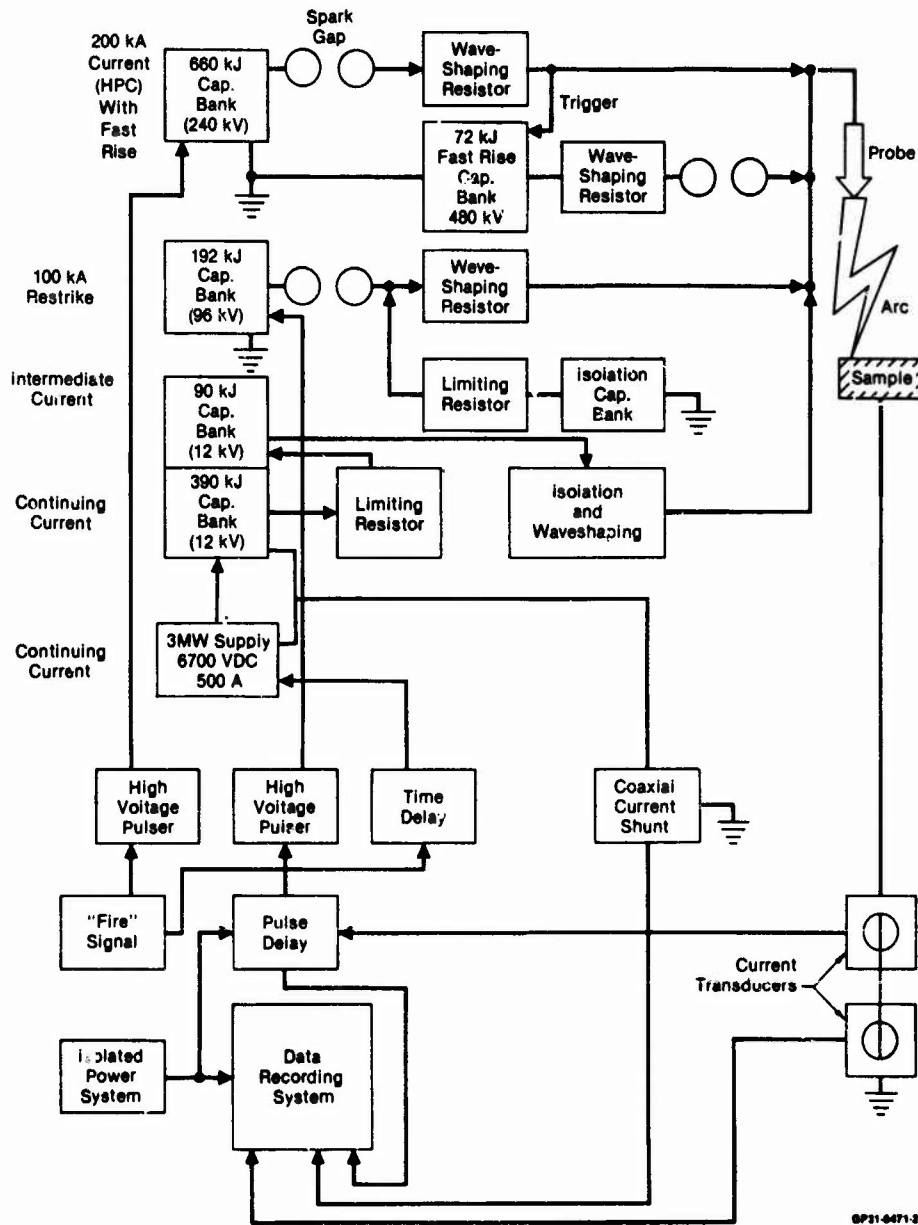 200 kA
Current
(HPC)
With
Fast
Rise
660 kJ
Cap.
Bank
(240 kV)
Spark
Gap
Wave-
Shaping
Resistor
Trigger
72 kJ
Fast Rise
Cap.
Bank
480 kV
Wave-
Shaping
Resistor
Probe
Arc
Sample
100 kA
Restrike
192 kJ
Cap.
Bank
(96 kV)
Weve-
Shaping
Resistor
Limiting
Resistor
isolation
Cap.
Bank
intermediate
Current
90 kJ
Cap.
Bank
(12 kV)
Continuing
Current
390 kJ
Cap.
Bank
(12 kV)
Limiting
Resistor
isolation
and
Waveshaping
Continuing
Current
3MW Supply
6700 VDC
500 A
High
Voltage
Pulser
High
Voltage
Pulser
Time
Delay
Coaxial
Current
Shunt
"Fire"
Signal
Pulse
Delay
Current
Transducers
Isolated
Power
System
Data
Recording
System
GP31-0471-3